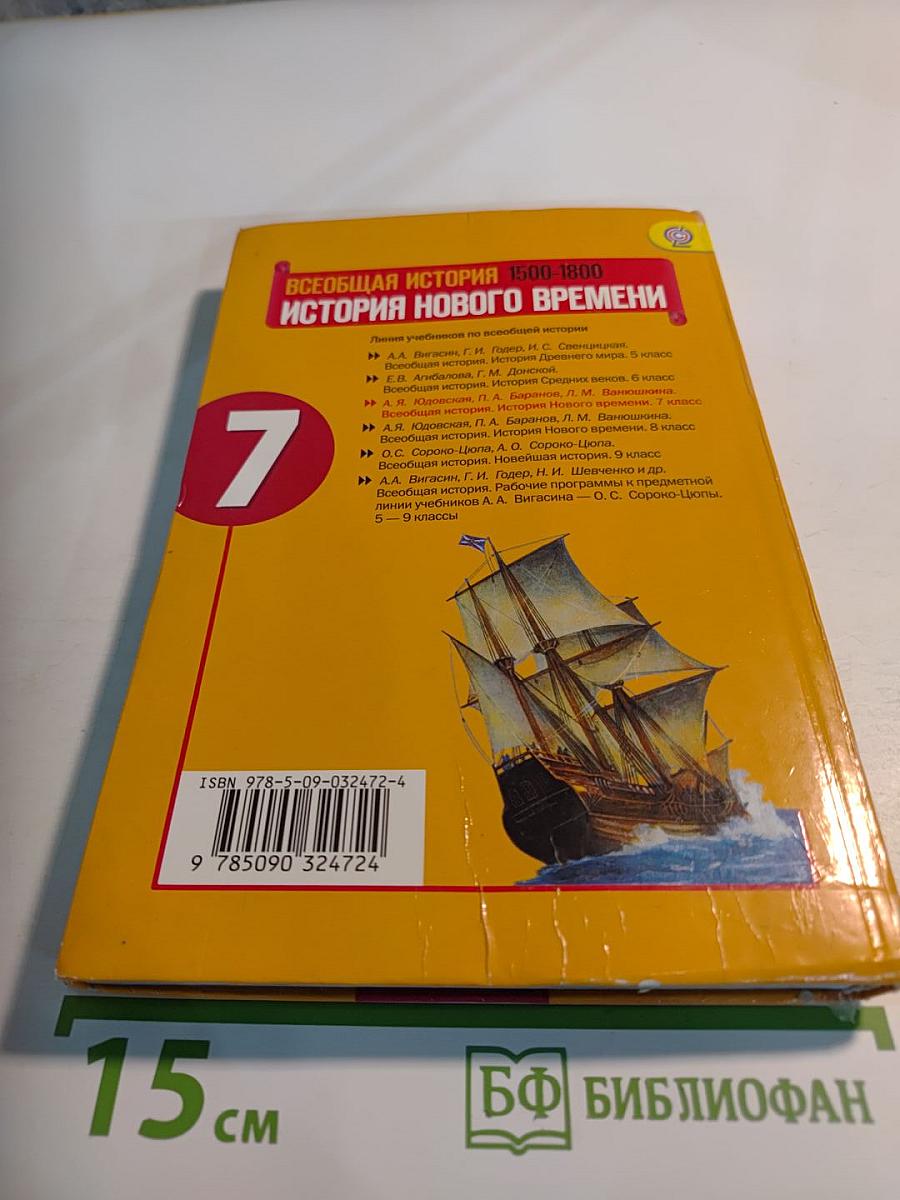 ВСЕОБЩАЯ ИСТОРИЯ 1500-1800
ИСТОРИЯ НОВОГО ВРЕМЕНИ
Линия учебников по всеобщей истории
А.А. Вигасин, Г. И. Годер, И. С. Свенцицкая.
Всеобщая история. История Древнего мира. 5 класс
Е.В. Агибалова, Г. М. Донской.
Всеобщая история. История Средних веков. 6 класс
А. Я. Юдовская, П. А. Баранов, Л. М. Ванюшкина.
Всеобщая история. История Нового времени. 7 класс
А.Я. Юдовская, П. А. Баранов, Л. М. Ванюшкина.
Всеобщая история. История Нового времени. 8 класс
О.С. Сороко-Цюпа, А. О. Сороко-Цюпа.
Всеобщая история. Новейшая история. 9 класс
А.А. Вигасин, Г. И. Годер, Н. И. Шевченко и др.
Всеобщая история. Рабочие программы к предметной
линии учебников А. А. Вигасина — О. С. Сороко-Цюпы.
5 — 9 классы
7
ISBN 978-5-09-032472-4
9 785090 324724
15 см
БФ БИБЛИОФАН